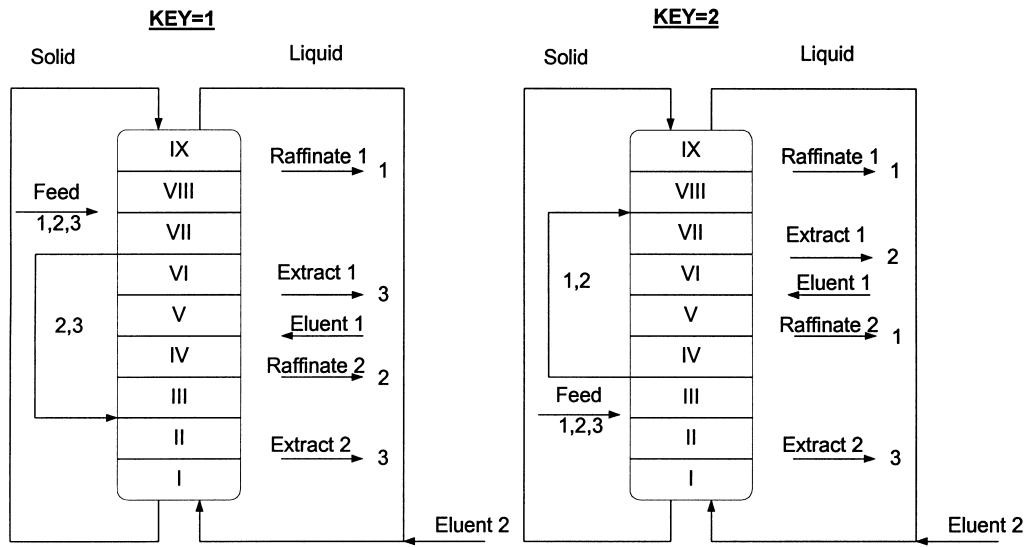 KEY=1
Solid
Liquid
IX
VIII
VII
VI
V
IV
III
II
I
Feed
1,2,3
2,3
Raffinate 1
1
Extract 1
3
Eluent 1
Raffinate 2
2
Extract 2
3
Eluent 2
KEY=2
Solid
Liquid
IX
VIII
VII
VI
V
IV
III
II
I
1,2
Feed
1,2,3
Raffinate 1
1
Extract 1
2
Eluent 1
Raffinate 2
1
Extract 2
3
Eluent 2